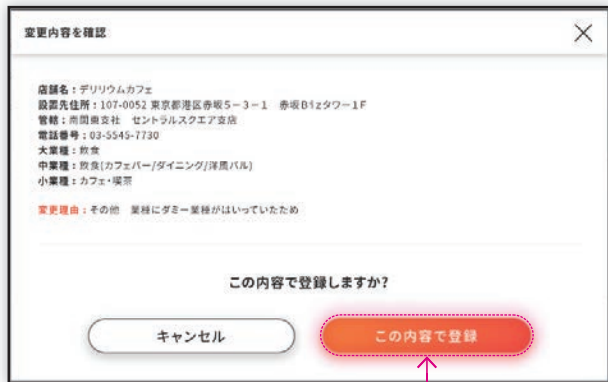 変更内容を確認
店舗名：デリリウムカフェ
設置先住所：107-0052 東京都港区赤坂５−３−１　赤坂Bizタワー1F
管轄：南関東支社　セントラルスクエア支店
電話番号：03-5545-7730
大業種：飲食
中業種：飲食(カフェバー/ダイニング/洋風バル)
小業種：カフェ・喫茶
変更理由：その他　業種にダミー業種がはいっていたため
この内容で登録しますか?
キャンセル
この内容で登録